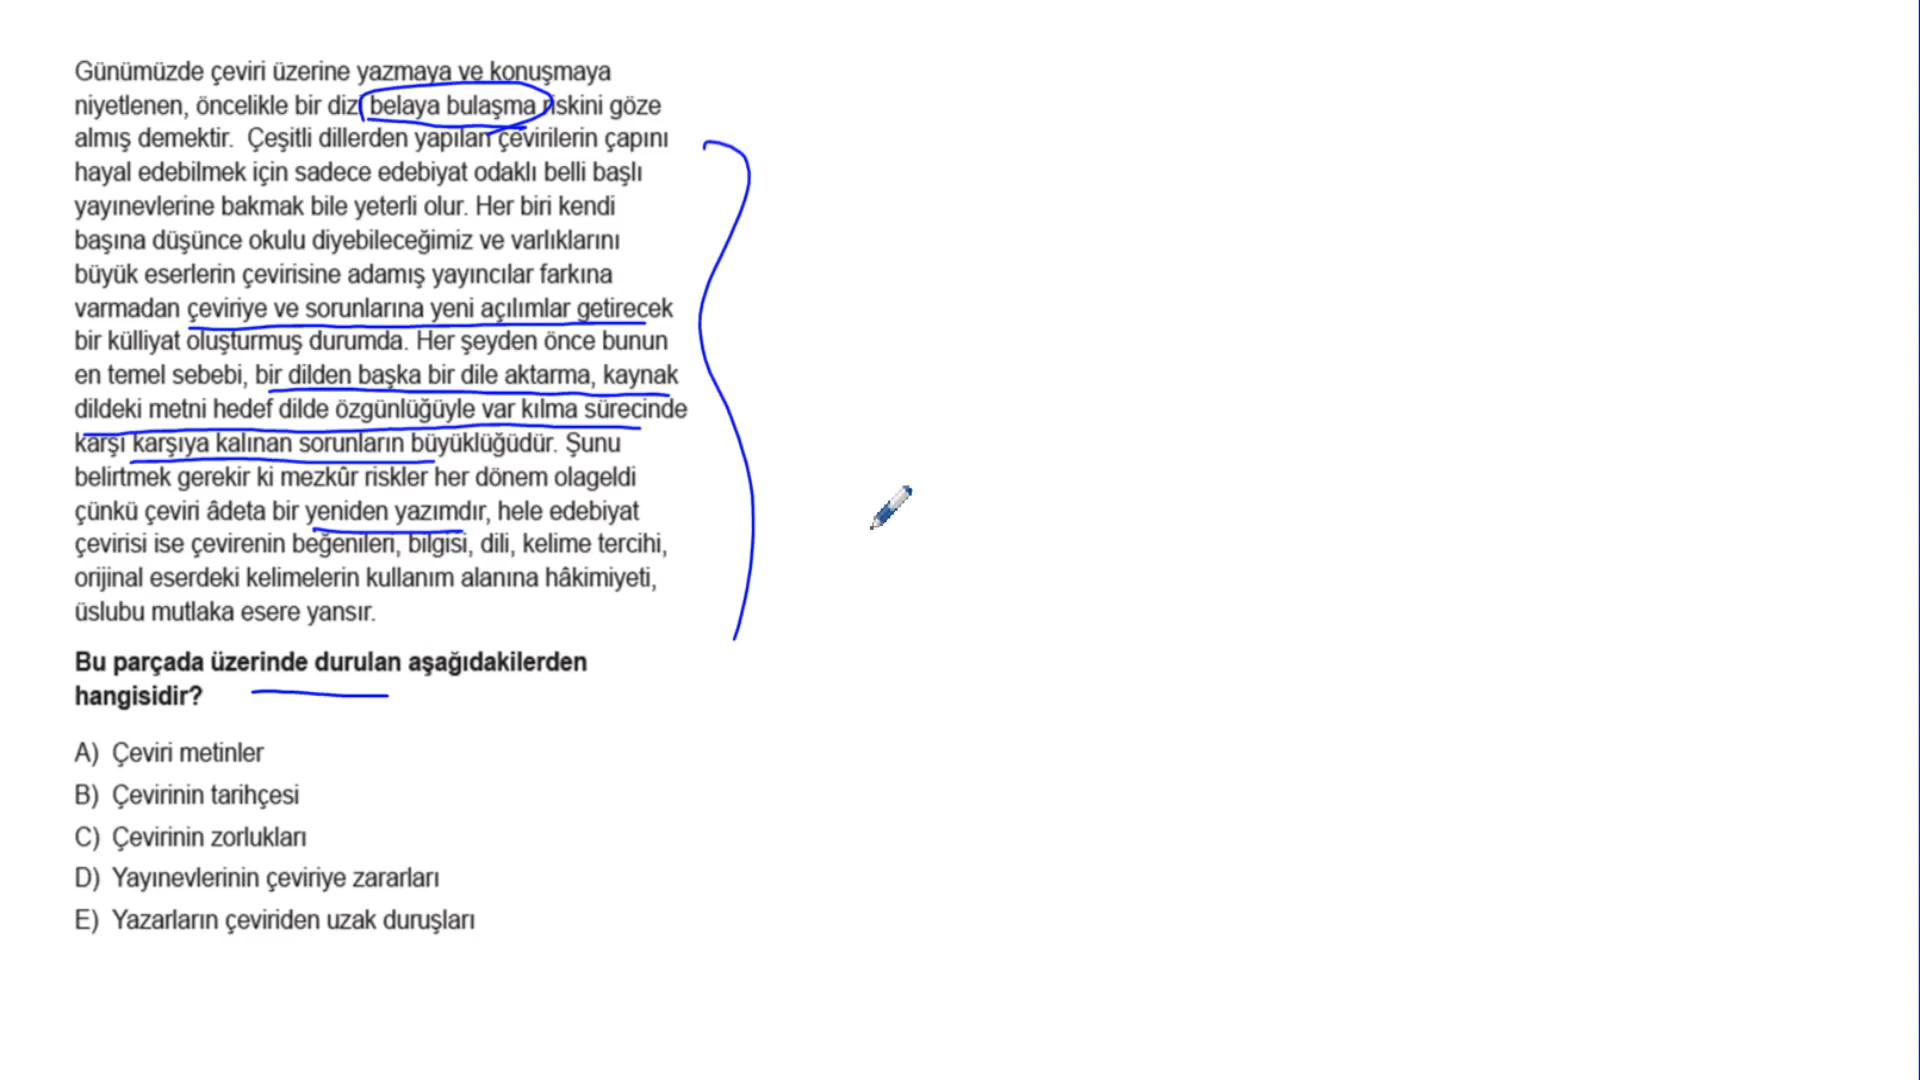 Günümüzde çeviri üzerine yazmaya ve konuşmaya
niyetlenen, öncelikle bir dizi belaya bulaşma riskini göze
almış demektir. Çeşitli dillerden yapılan çevirilerin çapını
hayal edebilmek için sadece edebiyat odaklı belli başlı
yayınevlerine bakmak bile yeterli olur. Her biri kendi
başına düşünce okulu diyebileceğimiz ve varlıklarını
büyük eserlerin çevirisine adamış yayıncılar farkına
varmadan çeviriye ve sorunlarına yeni açılımlar getirecek
bir külliyat oluşturmuş durumda. Her şeyden önce bunun
en temel sebebi, bir dilden başka bir dile aktarma, kaynak
dildeki metni hedef dilde özgünlüğüyle var kılma sürecinde
karşı karşıya kalınan sorunların büyüklüğüdür. Şunu
belirtmek gerekir ki mezkûr riskler her dönem olageldi
çünkü çeviri âdeta bir yeniden yazımdır, hele edebiyat
çevirisi ise çevirenin beğenileri, bilgisi, dili, kelime tercihi,
orijinal eserdeki kelimelerin kullanım alanına hâkimiyeti,
üslubu mutlaka esere yansır.
Bu parçada üzerinde durulan aşağıdakilerden
hangisidir?
A) Çeviri metinler
B) Çevirinin tarihçesi
C) Çevirinin zorlukları
D) Yayınevlerinin çeviriye zararları
E) Yazarların çeviriden uzak duruşları